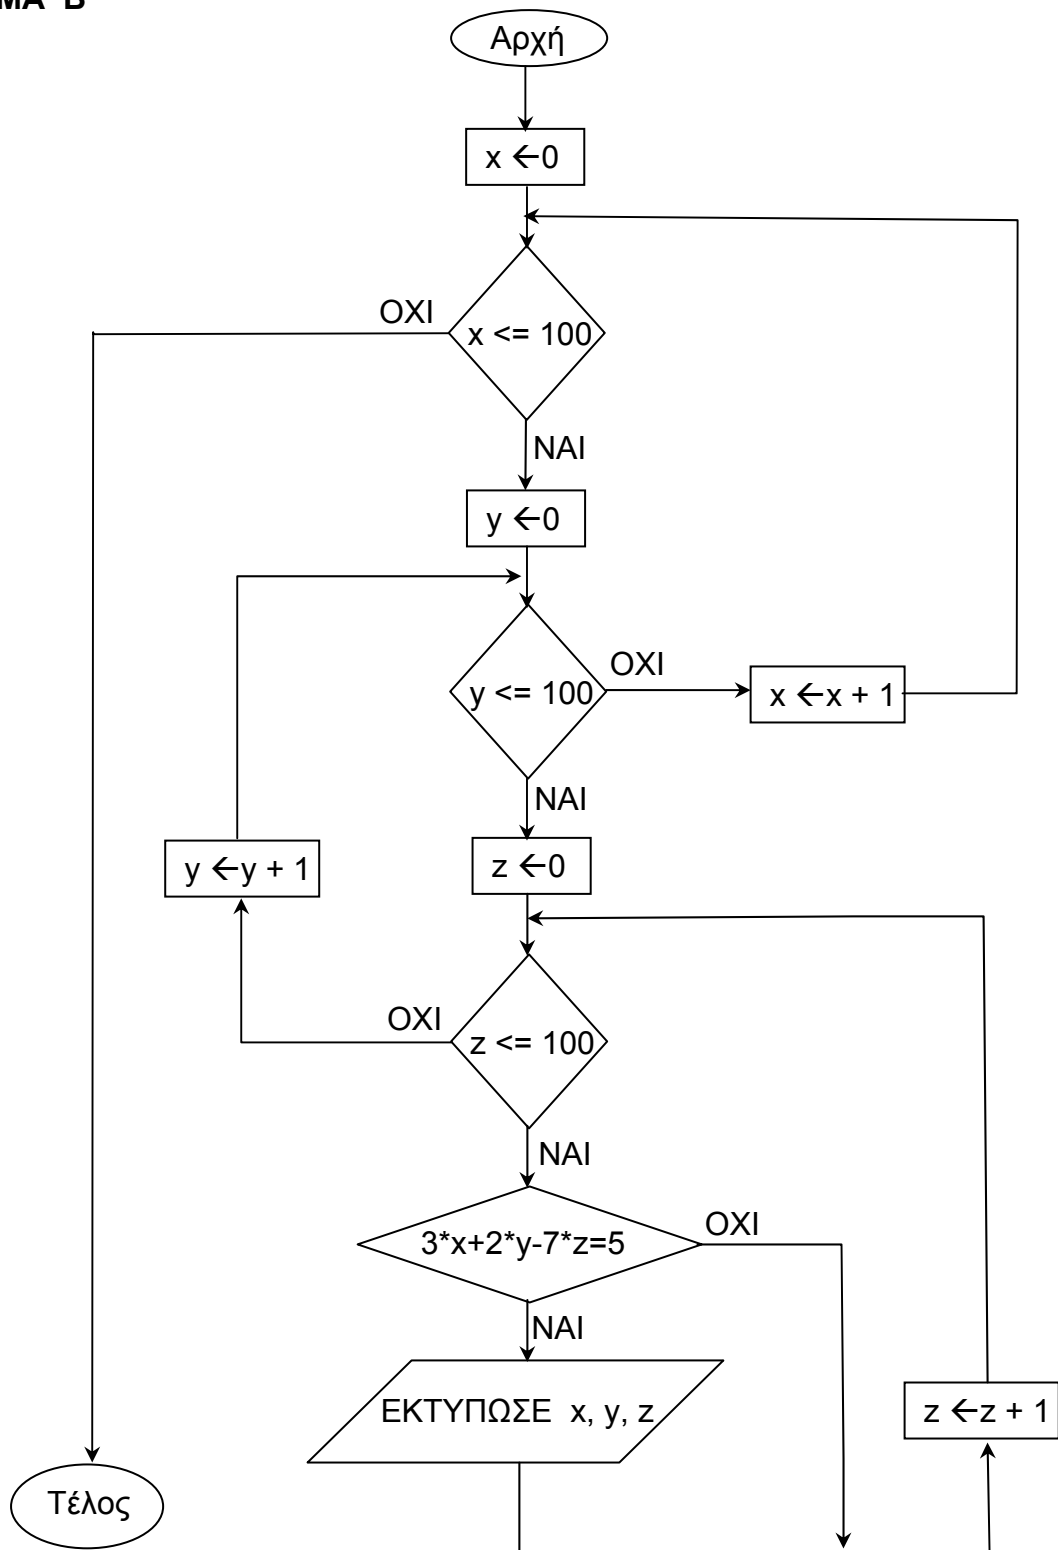 Αρχή
x ←0
ΟΧΙ
x <= 100
ΝΑΙ
y ←0
ΟΧΙ
y <= 100
x ←x + 1
ΝΑΙ
y ←y + 1
z ←0
ΟΧΙ
z <= 100
ΝΑΙ
ΟΧΙ
3*x+2*y-7*z=5
ΝΑΙ
ΕΚΤΥΠΩΣΕ x, y, z
z ←z + 1
Τέλος